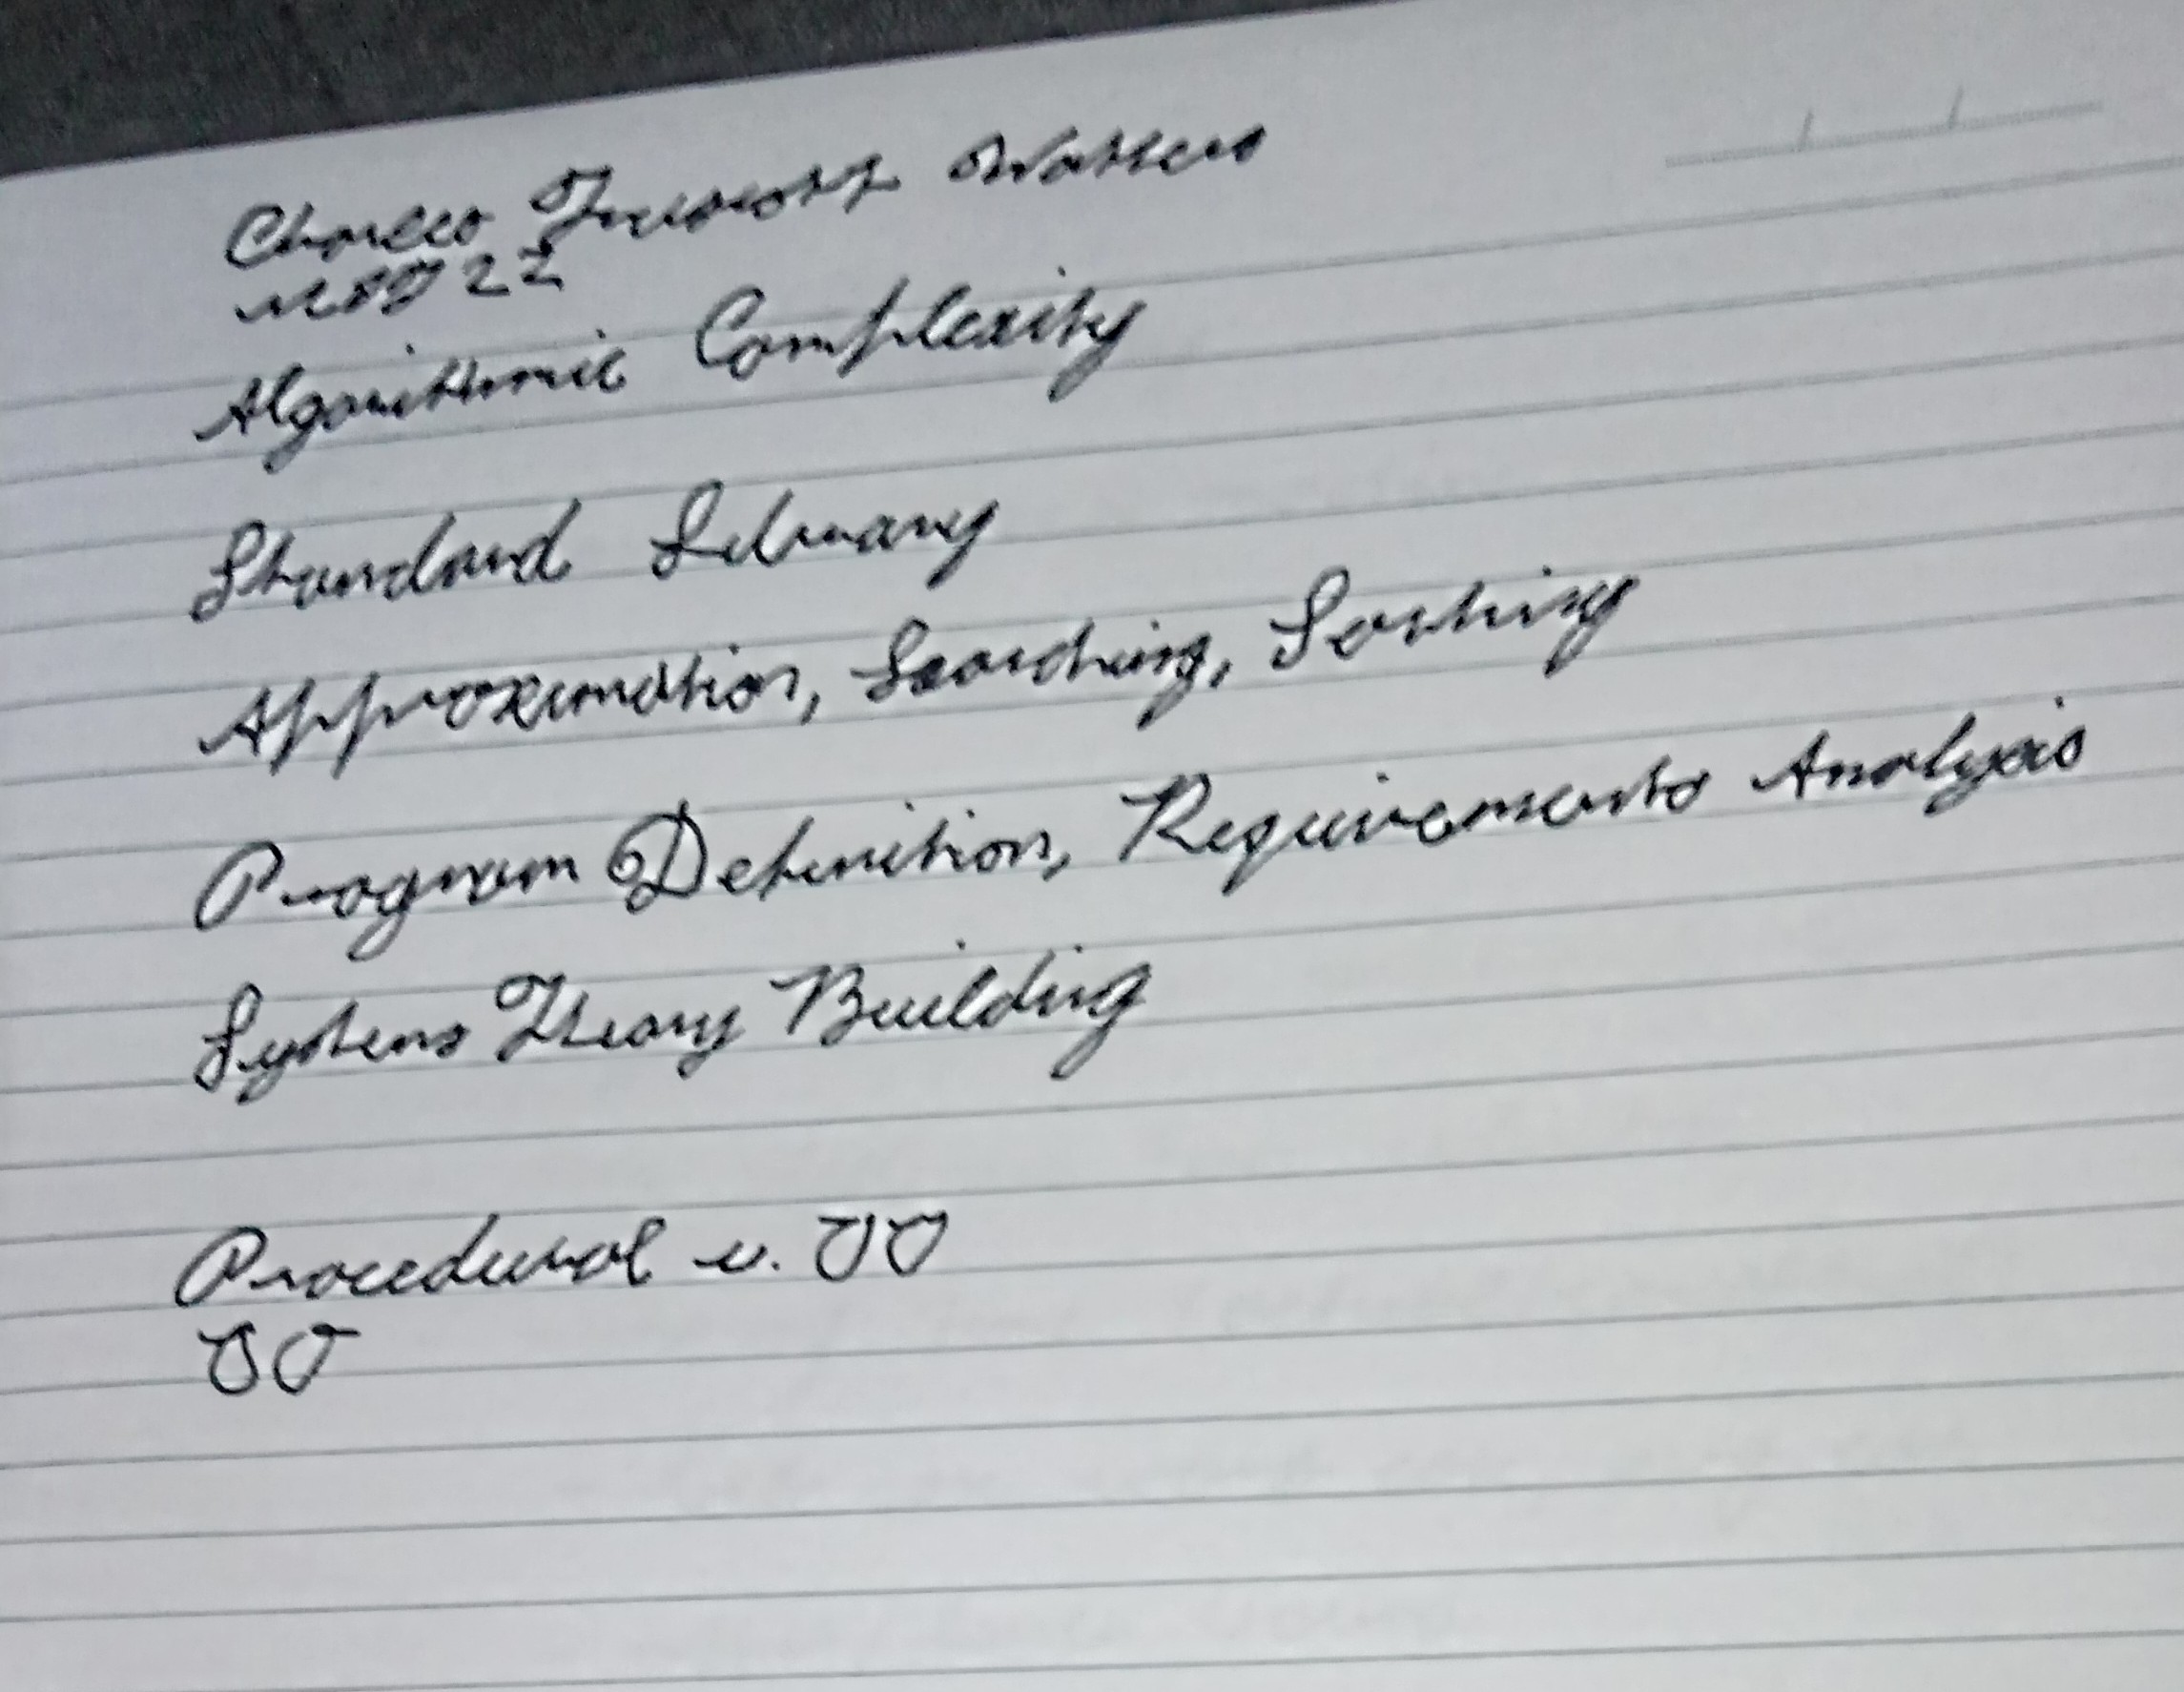 Charles Truscott Watters
22
Algorithmic Complexity
Standard Library
Approximation, Searching, Sorting
Program Definition, Requirements Analysis
Systems Theory Building
Procedural v. OO
OO